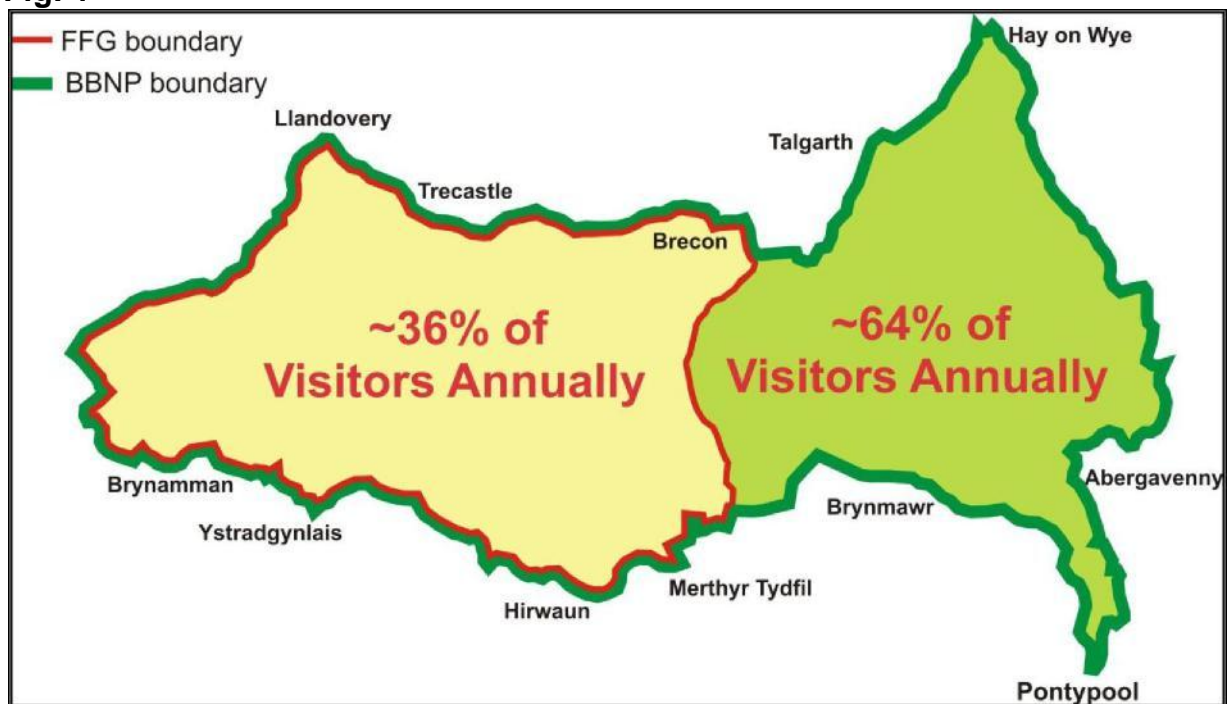 FFG boundary
BBNP boundary
Hay on Wye
Llandovery
Talgarth
Trecastle
Brecon
~36% of
Visitors Annually
~64% of
Visitors Annually
Brynamman
Abergavenny
Ystradgynlais
Brynmawr
Merthyr Tydfil
Hirwaun
Pontypool